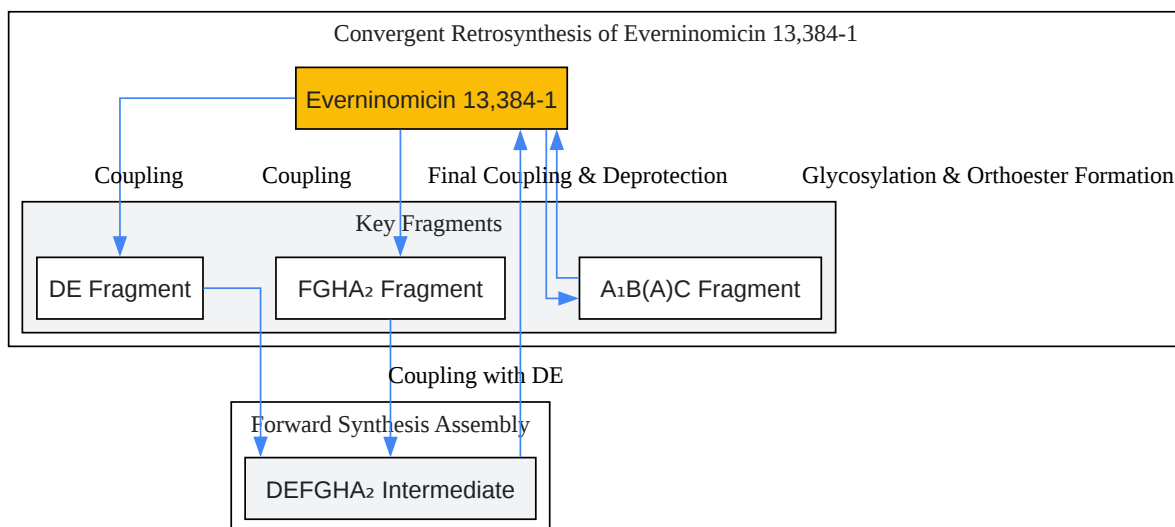 Convergent Retrosynthesis of Everninomicin 13,384-1
Everninomicin 13,384-1
Coupling
Coupling
Final Coupling & Deprotection
Glycosylation & Orthoester Formation
Key Fragments
DE Fragment
FGHA₂ Fragment
A₁B(A)C Fragment
Coupling with DE
Forward Synthesis Assembly
DEFGHA₂ Intermediate